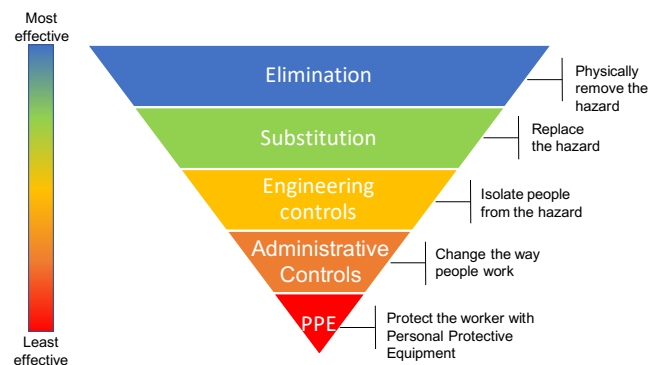 Most
effective
Elimination
Physically
remove the
hazard
Substitution
Replace
the hazard
Engineering
controls
Isolate people
from the hazard
Administrative
Controls
Change the way
people work
PPE
Protect the worker with
Personal Protective
Equipment
Least
effective